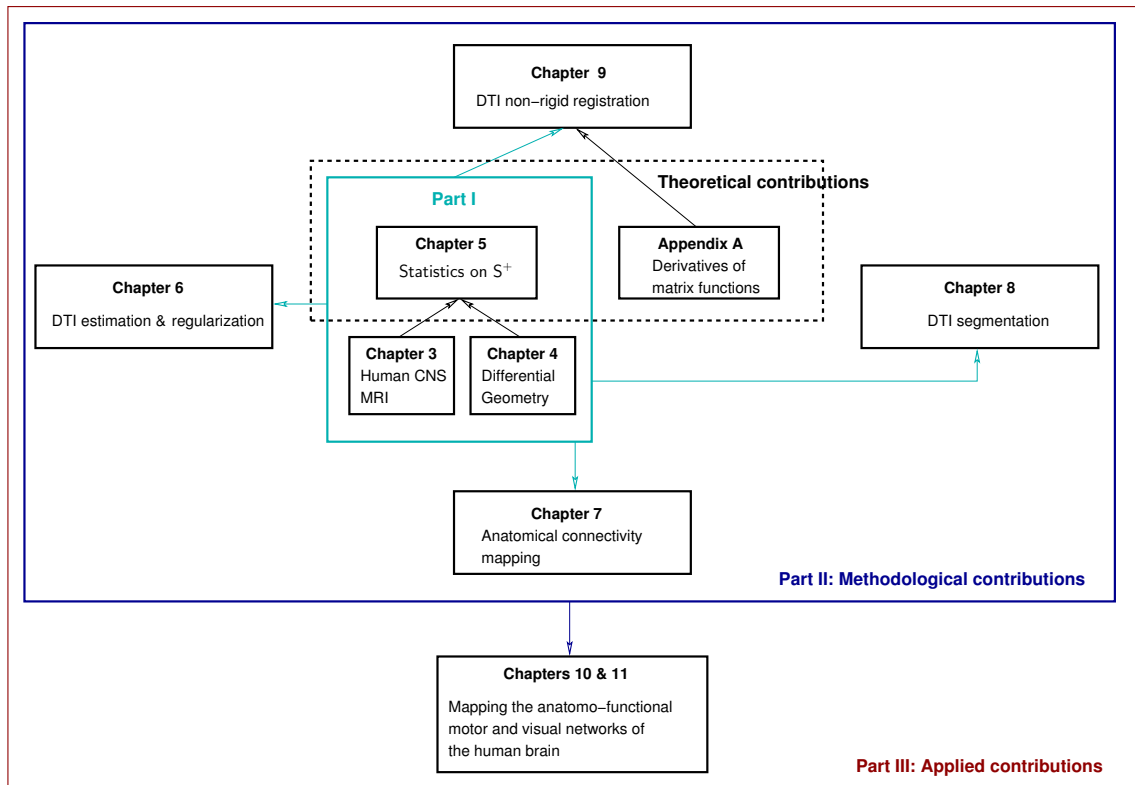 Chapter 9
DTI non−rigid registration
Theoretical contributions
Part I
Chapter 5
Statistics on S⁺
Appendix A
Derivatives of
matrix functions
Chapter 6
DTI estimation & regularization
Chapter 8
DTI segmentation
Chapter 3
Human CNS
MRI
Chapter 4
Differential
Geometry
Chapter 7
Anatomical connectivity
mapping
Part II: Methodological contributions
Chapters 10 & 11
Mapping the anatomo−functional
motor and visual networks of
the human brain
Part III: Applied contributions